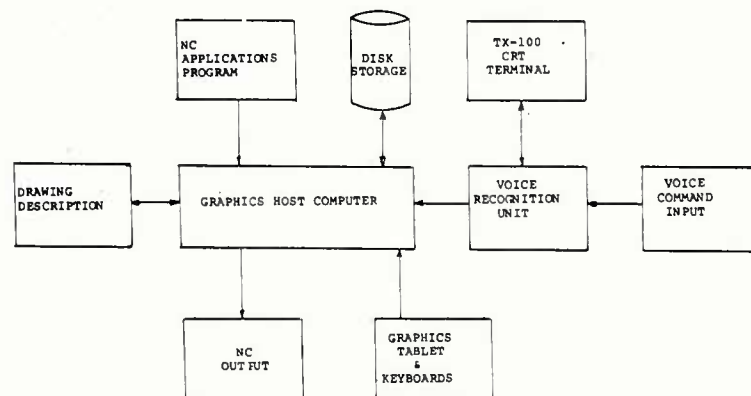 NC
APPLICATIONS
PROGRAM
DISK
STORAGE
TX-100
CRT
TERMINAL
DRAWING
DESCRIPTION
GRAPHICS HOST COMPUTER
VOICE
RECOGNITION
UNIT
VOICE
COMMAND
INPUT
NC
OUTFUT
GRAPHICS
TABLET
&
KEYBOARDS